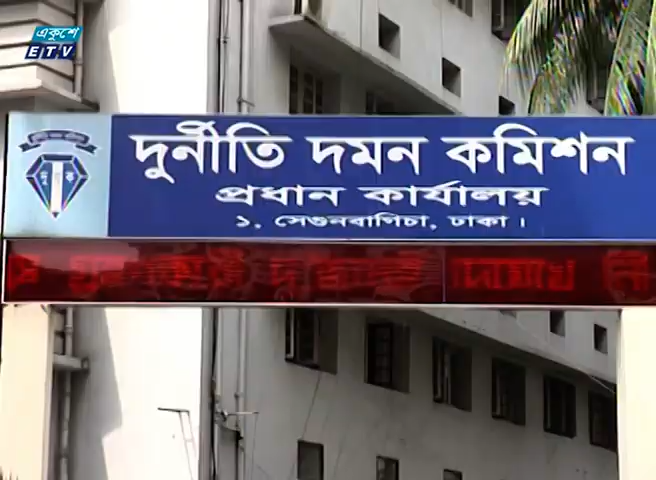 একুশে
ETV
দুর্নীতি দমন কমিশন
প্রধান কার্যালয়
১, সেগুনবাগিচা, ঢাকা।